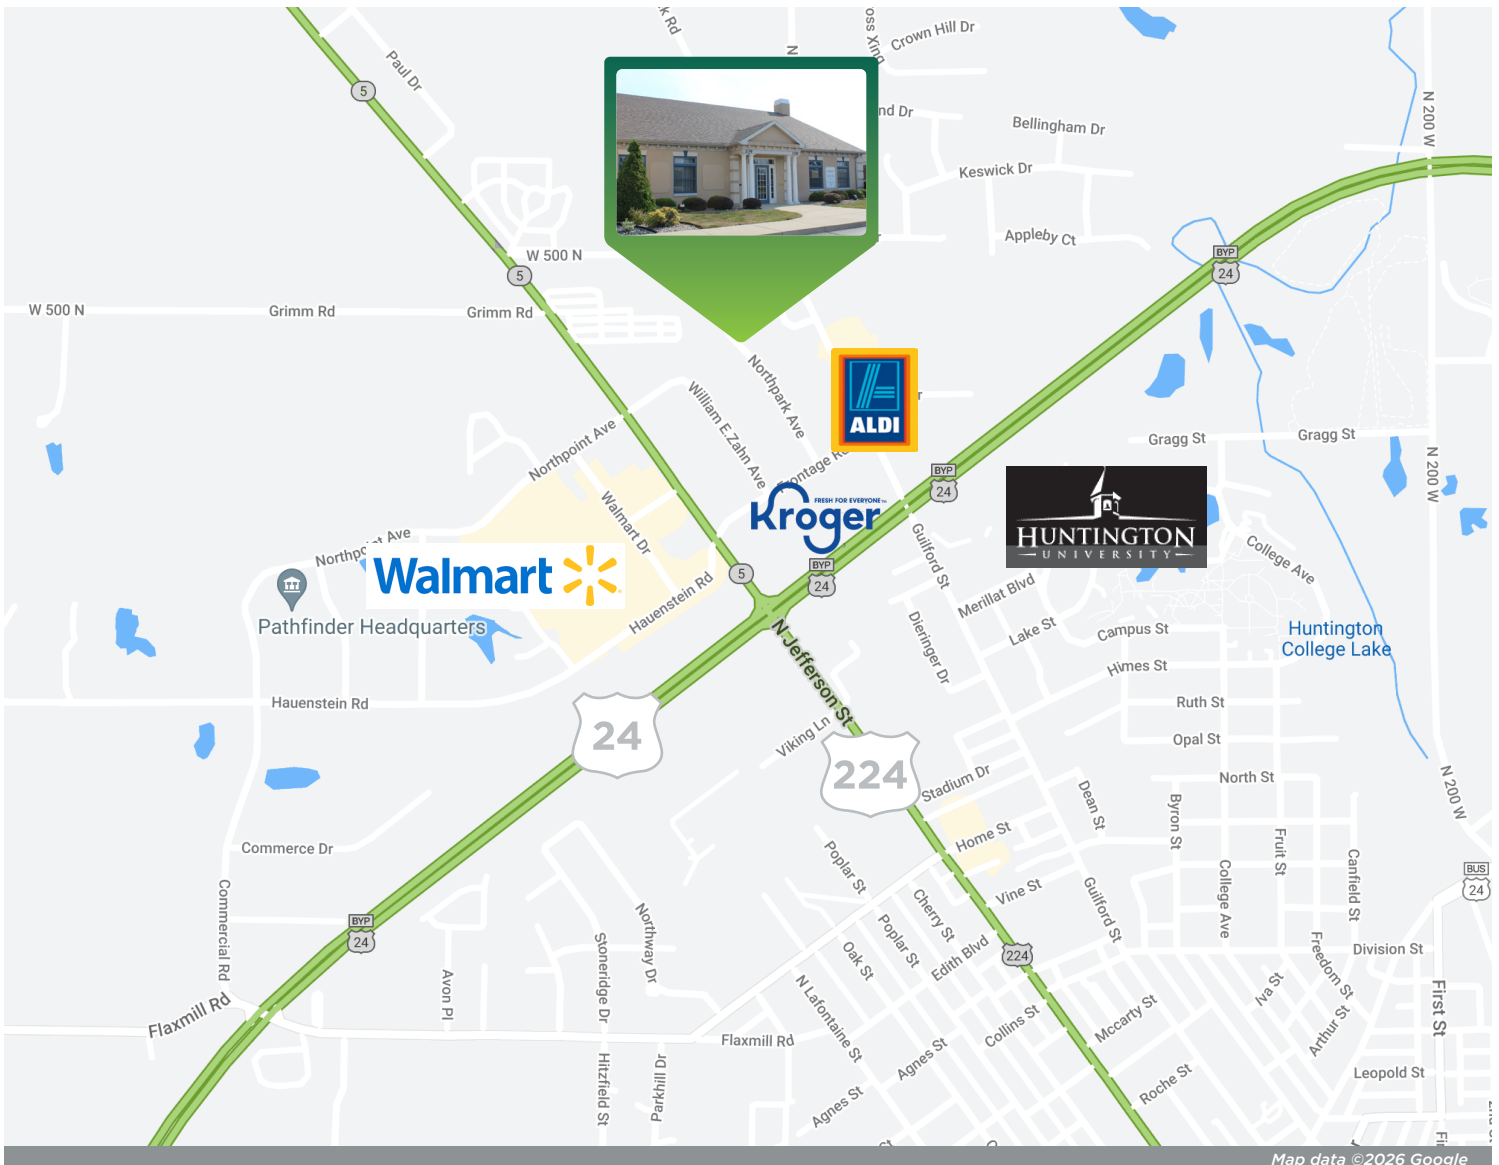 Crown Hill Dr
Paul Dr
5
N
Bellingham Dr
N 200 W
Keswick Dr
Appleby Ct
W 500 N
5
BYP
24
W 500 N
Grimm Rd
Grimm Rd
Northpark Ave
William E.Zahn Ave
ALDI
Northpoint Ave
Gragg St
Gragg St
Frontage
N 200 W
BYP
24
FRESH FOR EVERYONE
Kroger
Walmart Dr
HUNTINGTON
UNIVERSITY
Guilford St
College Ave
Northpoint Ave
Walmart
5
BYP
24
Hauenstein Rd
Merillat Blvd
Pathfinder Headquarters
N Jefferson St
Dieringer Dr
Lake St
Campus St
Huntington
College Lake
Himes St
Hauenstein Rd
24
Viking Ln
Ruth St
Opal St
224
Stadium Dr
North St
N 200 W
Dean St
Byron St
Home St
Fruit St
Commerce Dr
Poplar St
Canfield St
BUS
24
Commercial Rd
Cherry St
Vine St
Guilford St
College Ave
BYP
24
Northway Dr
Poplar St
Stoneridge Dr
Oak St
Edith Blvd
224
Freedom St
Division St
Avon Pl
N Lafontaine St
Iva St
First St
Flaxmill Rd
Mccarty St
Collins St
Arthur St
Flaxmill Rd
Agnes St
Hitzfield St
Parkhill Dr
Roche St
Leopold St
Agnes St
Map data ©2026 Google